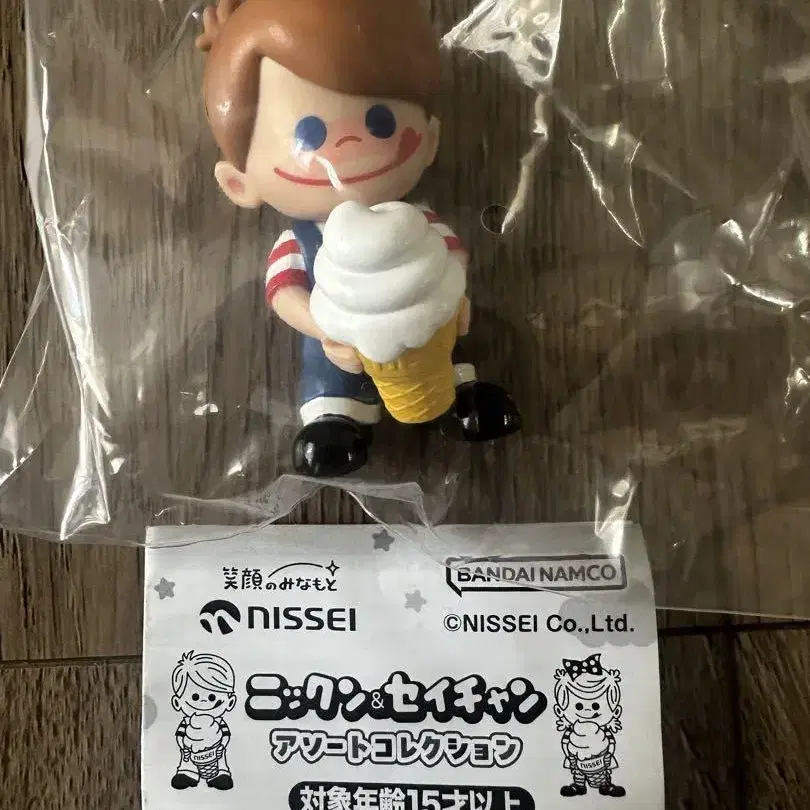 笑顔のみなもと
NISSEI
BANDAI NAMCO
©NISSEI Co.,Ltd.
ニックン&セイチャン
アソートコレクション
NISSEI
NISSEI
対象年齢15才以上